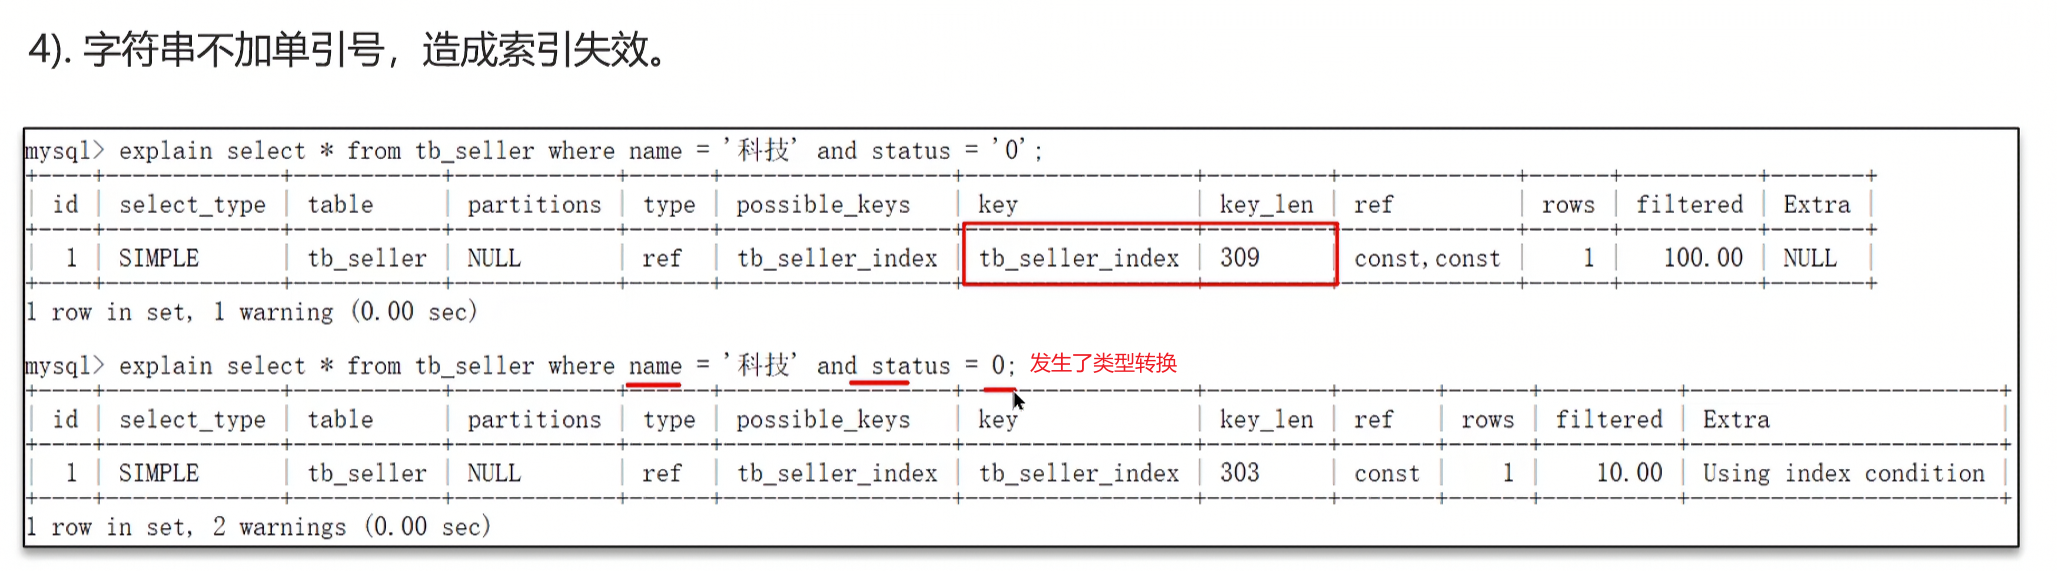 4). 字符串不加单引号，造成索引失效。
mysql> explain select * from tb_seller where name = '科技' and status = '0';
+----+-------------+-----------+------------+------+-----------------+-----------------+---------+-------------+------+----------+-------+
| id | select_type | table | partitions | type | possible_keys | key | key_len | ref | rows | filtered | Extra |
+----+-------------+-----------+------------+------+-----------------+-----------------+---------+-------------+------+----------+-------+
| 1 | SIMPLE | tb_seller | NULL | ref | tb_seller_index | tb_seller_index | 309 | const,const | 1 | 100.00 | NULL |
+----+-------------+-----------+------------+------+-----------------+-----------------+---------+-------------+------+----------+-------+
1 row in set, 1 warning (0.00 sec)
mysql> explain select * from tb_seller where name = '科技' and status = 0; 发生了类型转换
+----+-------------+-----------+------------+------+-----------------+-----------------+---------+-------+------+----------+-----------------------+
| id | select_type | table | partitions | type | possible_keys | key | key_len | ref | rows | filtered | Extra |
+----+-------------+-----------+------------+------+-----------------+-----------------+---------+-------+------+----------+-----------------------+
| 1 | SIMPLE | tb_seller | NULL | ref | tb_seller_index | tb_seller_index | 303 | const | 1 | 10.00 | Using index condition |
+----+-------------+-----------+------------+------+-----------------+-----------------+---------+-------+------+----------+-----------------------+
1 row in set, 2 warnings (0.00 sec)